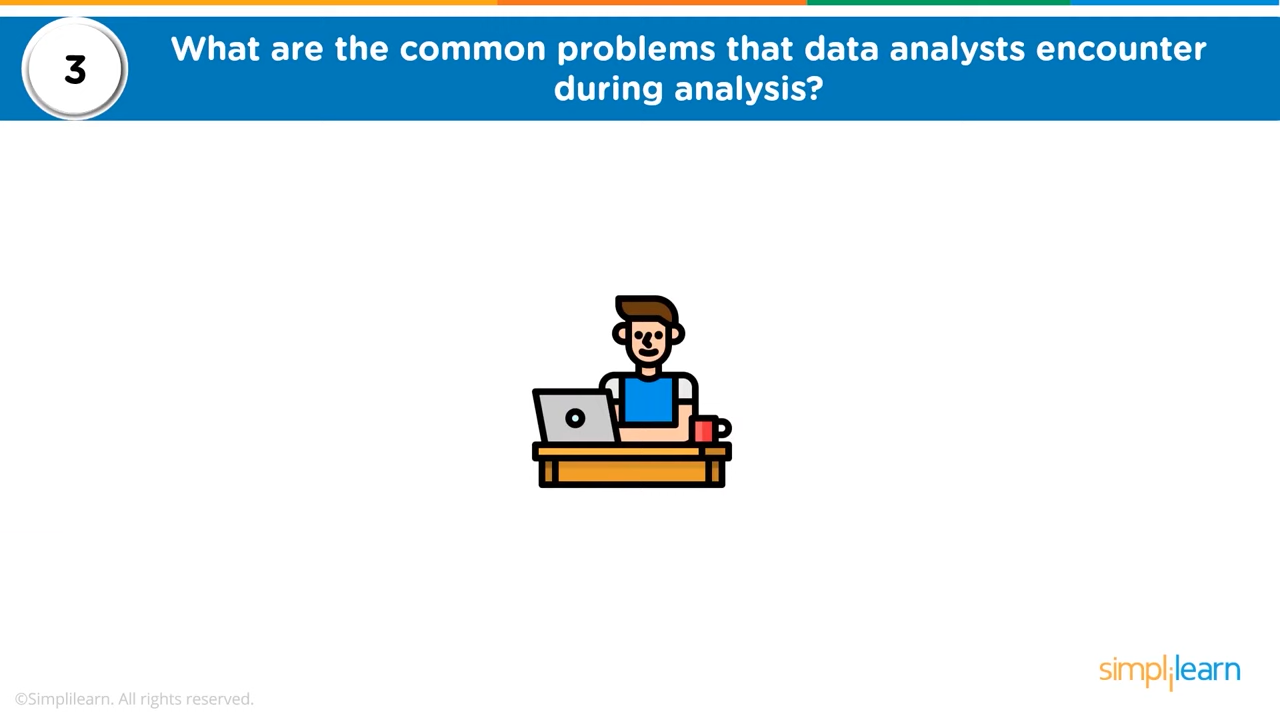 3
What are the common problems that data analysts encounter
during analysis?
simplilearn
©Simplilearn. All rights reserved.